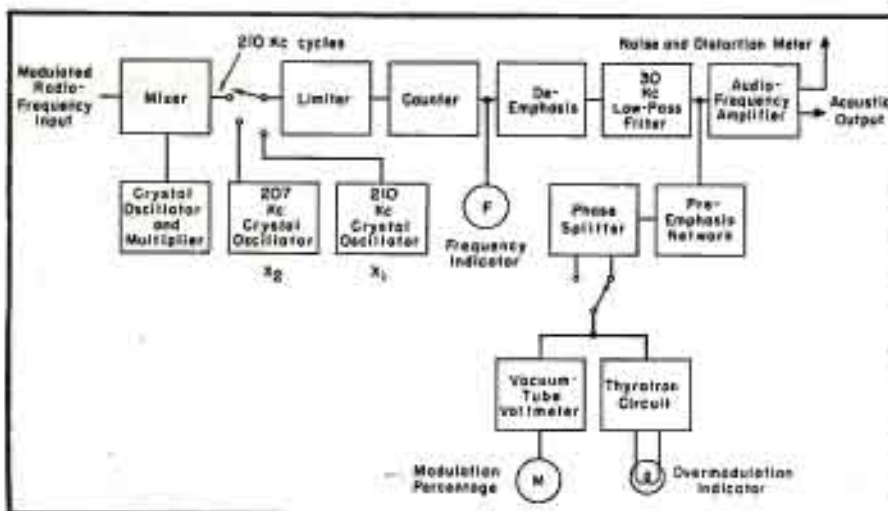 210 Kc cycles
Noise and Distortion Meter
Modulated
Radio-
Frequency
Input
Mixer
Limiter
Counter
De-
Emphasis
30
Kc
Low-Pass
Filter
Audio-
Frequency
Amplifier
Acoustic
Output
Crystal
Oscillator
and
Multiplier
207
Kc
Crystal
Oscillator
X2
210
Kc
Crystal
Oscillator
X1
F
Frequency
Indicator
Phase
Splitter
Pre-
Emphasis
Network
Vacuum-
Tube
Voltmeter
Thyratron
Circuit
Modulation
Percentage
M
Overmodulation
Indicator